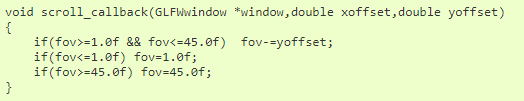 void scroll_callback(GLFWwindow *window,double xoffset,double yoffset)
{
    if(fov>=1.0f && fov<=45.0f)  fov-=yoffset;
    if(fov<=1.0f) fov=1.0f;
    if(fov>=45.0f) fov=45.0f;
}